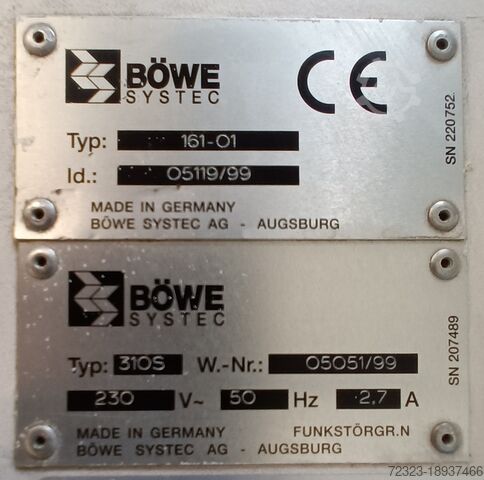 BÖWE
SYSTEC
CE
Typ: 161-01
Id.: 05119/99
SN 220752
MADE IN GERMANY
BÖWE SYSTEC AG - AUGSBURG
BÖWE
SYSTEC
Typ: 310S W.-Nr.: 05051/99
230 V~ 50 Hz 2,7 A
SN 207489
MADE IN GERMANY FUNKSTÖRGR.N
BÖWE SYSTEC AG - AUGSBURG
72323-18937466